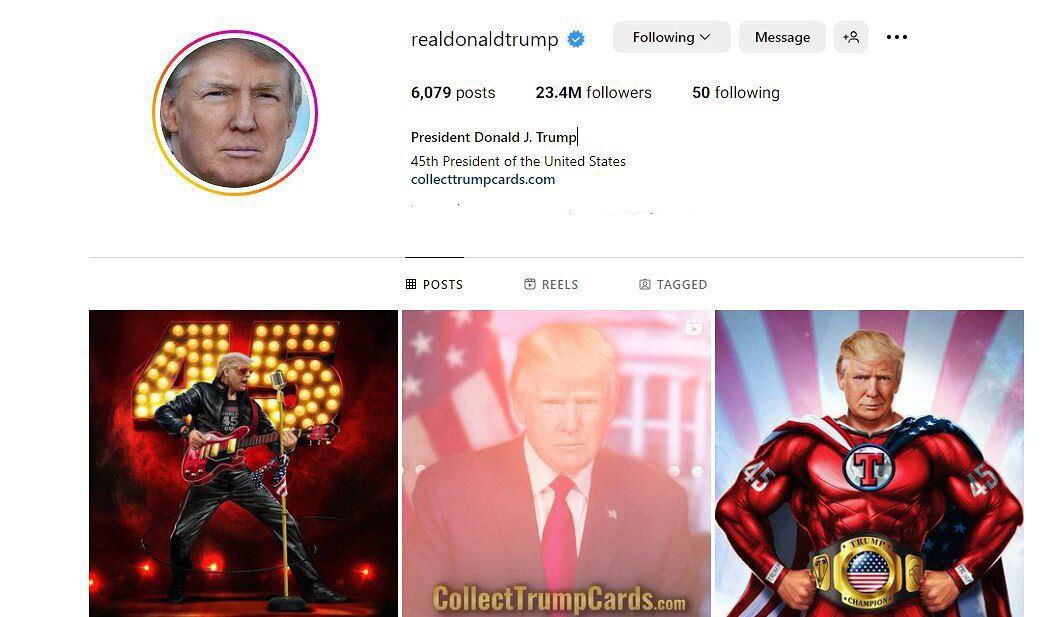 realdonaldtrump Following Message
6,079 posts 23.4M followers 50 following
President Donald J. Trump
45th President of the United States
collecttrumpcards.com
POSTS REELS TAGGED
45
45
CollectTrumpCards.com
T
45 45
TRUMP
CHAMPION